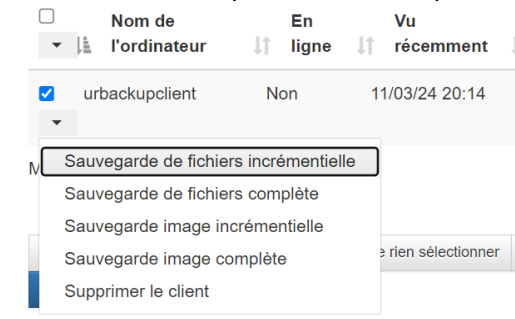 Nom de l'ordinateur
En ligne
Vu récemment
urbackupclient Non 11/03/24 20:14
M
Sauvegarde de fichiers incrémentielle
Sauvegarde de fichiers complète
Sauvegarde image incrémentielle
e rien sélectionner
Sauvegarde image complète
Supprimer le client